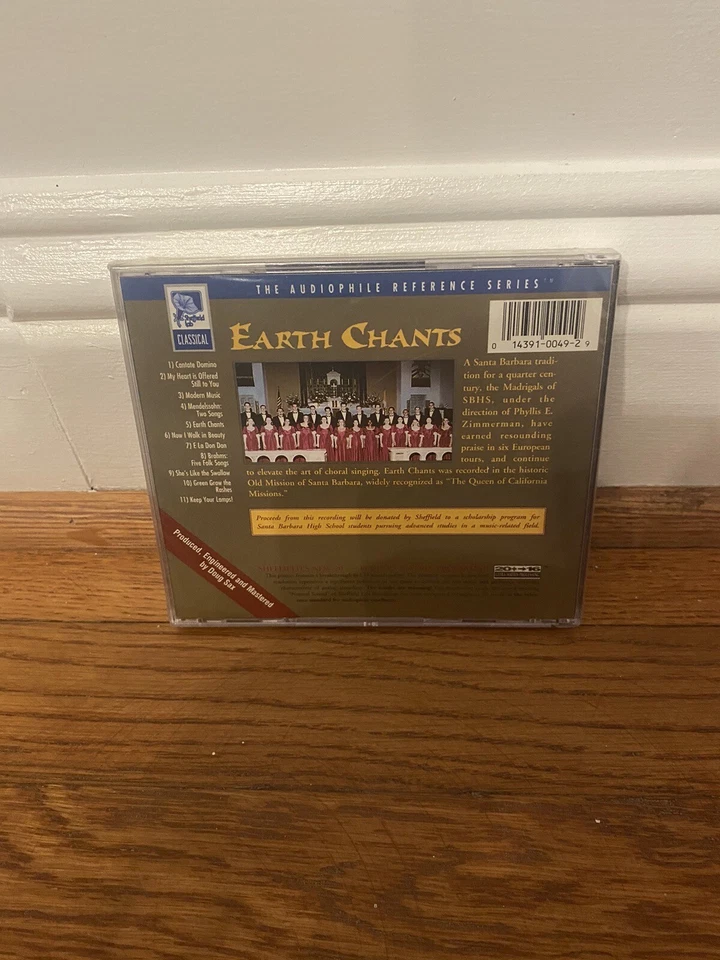 THE AUDIOPHILE REFERENCE SERIES™
CLASSICAL
EARTH CHANTS
0 14391-0049-2 9
1) Cantate Domino
2) My Heart is Offered
Still to You
3) Modern Music
4) Mendelssohn:
Two Songs
5) Earth Chants
6) Now I Walk in Beauty
7) E La Don Don
8) Brahms:
Five Folk Songs
9) She's Like the Swallow
10) Green Grow the
Rashes
11) Keep Your Lamps!
A Santa Barbara tradi-
tion for a quarter cen-
tury, the Madrigals of
SBHS, under the
direction of Phyllis E.
Zimmerman, have
earned resounding
praise in six European
tours, and continue
to elevate the art of choral singing. Earth Chants was recorded in the historic
Old Mission of Santa Barbara, widely recognized as "The Queen of California
Missions."
Proceeds from this recording will be donated by Sheffield to a scholarship program for
Santa Barbara High School students pursuing advanced studies in a music-related field.
Produced, Engineered and Mastered
by Doug Sax